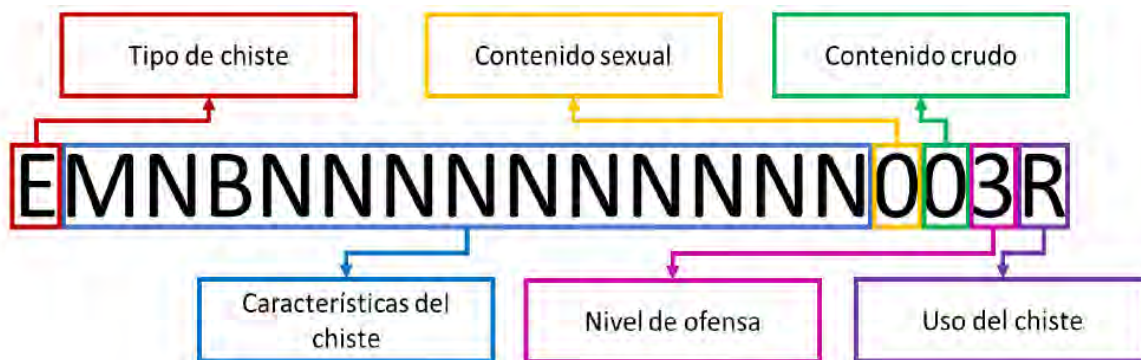 Tipo de chiste
Contenido sexual
Contenido crudo
EMNBNNNNNNNNNN003R
Características del
chiste
Nivel de ofensa
Uso del chiste